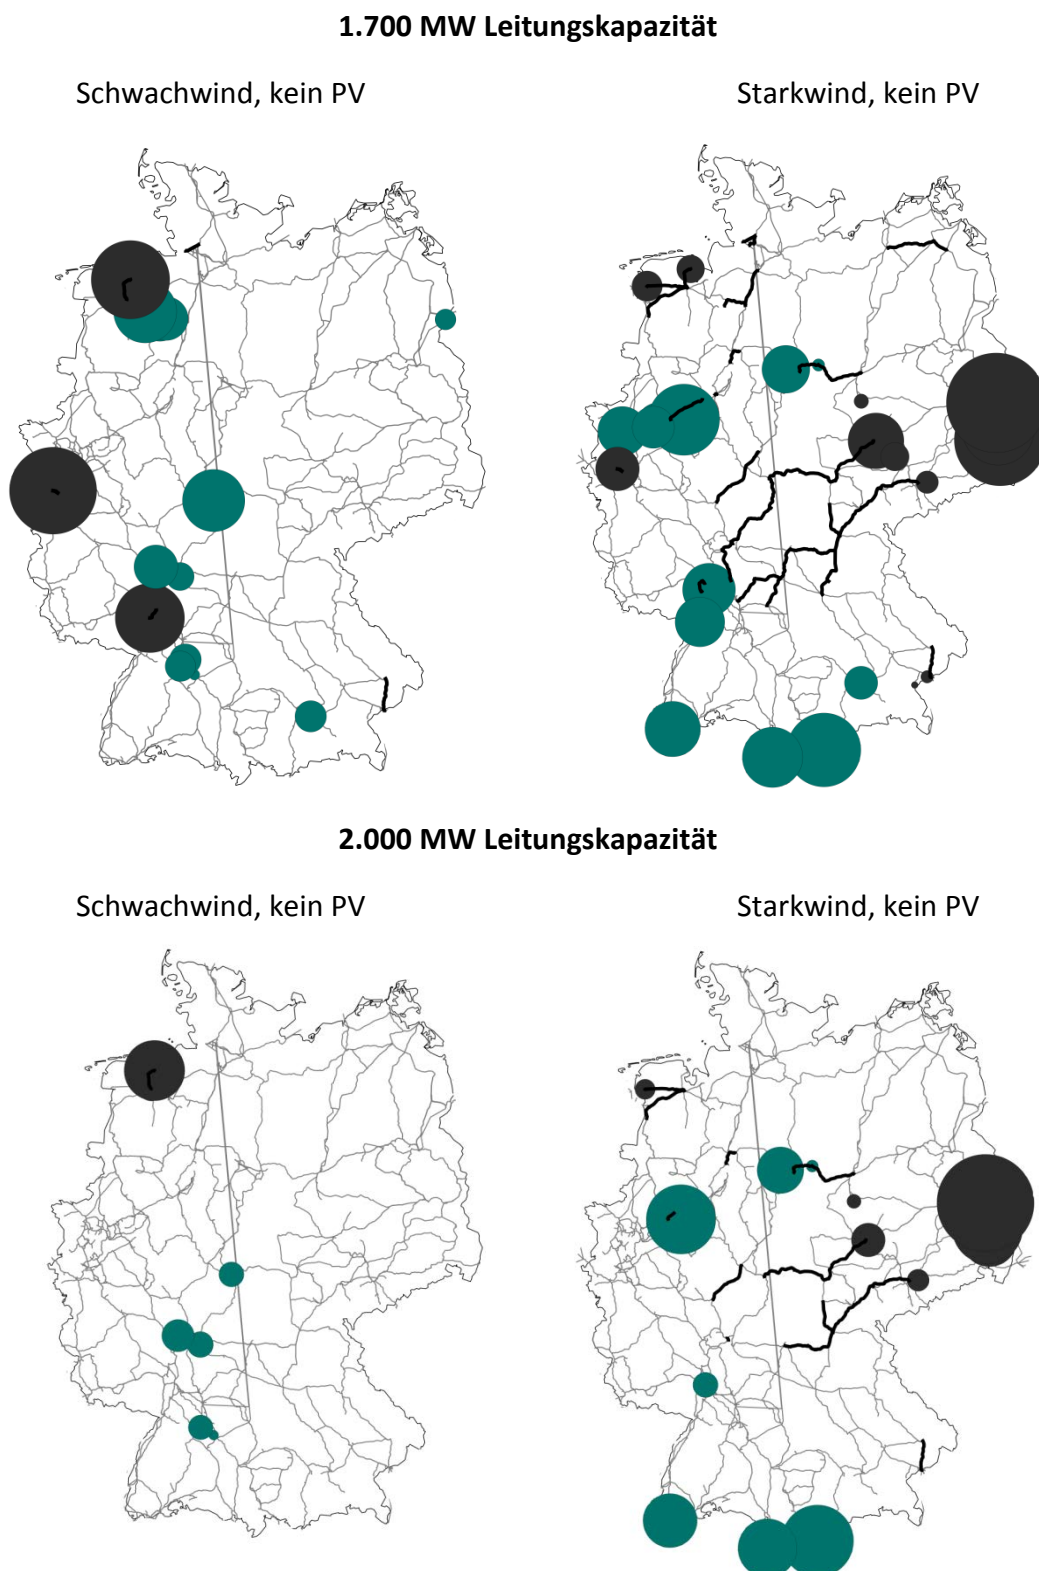 1.700 MW Leitungskapazität
Schwachwind, kein PV
Starkwind, kein PV
2.000 MW Leitungskapazität
Schwachwind, kein PV
Starkwind, kein PV